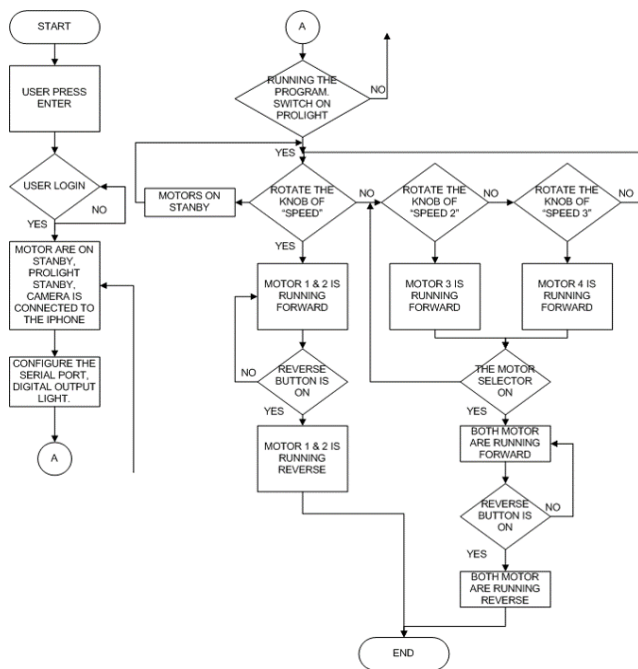 START
USER PRESS
ENTER
USER LOGIN
NO
YES
MOTOR ARE ON
STANBY,
PROLIGHT
STANBY,
CAMERA IS
CONNECTED TO
THE IPHONE
CONFIGURE THE
SERIAL PORT,
DIGITAL OUTPUT
LIGHT.
A
A
RUNNING THE
PROGRAM.
SWITCH ON
PROLIGHT
NO
YES
MOTORS ON
STANBY
ROTATE THE
KNOB OF
"SPEED"
NO
ROTATE THE
KNOB OF
"SPEED 2"
NO
ROTATE THE
KNOB OF
"SPEED 3"
NO
YES
YES
YES
MOTOR 1 & 2 IS
RUNNING
FORWARD
MOTOR 3 IS
RUNNING
FORWARD
MOTOR 4 IS
RUNNING
FORWARD
NO
REVERSE
BUTTON IS
ON
YES
MOTOR 1 & 2 IS
RUNNING
REVERSE
NO
THE MOTOR
SELECTOR
ON
YES
BOTH MOTOR
ARE RUNNING
FORWARD
REVERSE
BUTTON IS
ON
NO
YES
BOTH MOTOR
ARE RUNNING
REVERSE
END